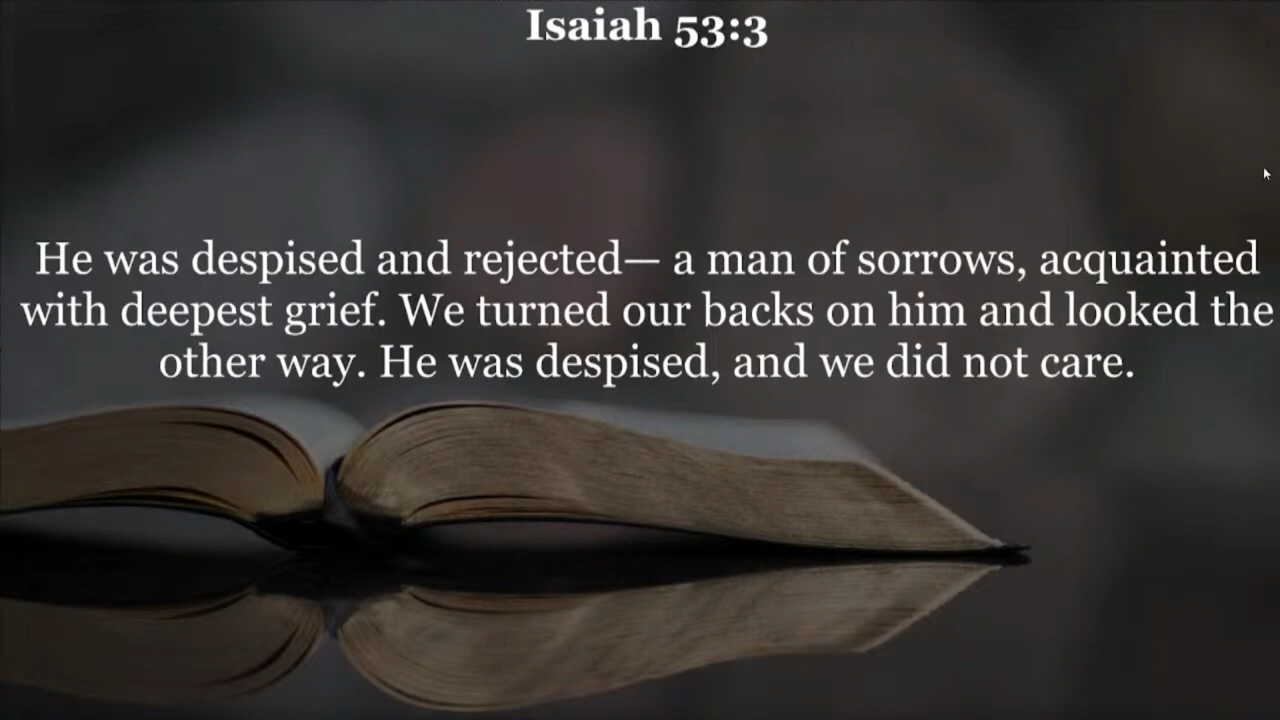 Isaiah 53:3
He was despised and rejected— a man of sorrows, acquainted
with deepest grief. We turned our backs on him and looked the
other way. He was despised, and we did not care.